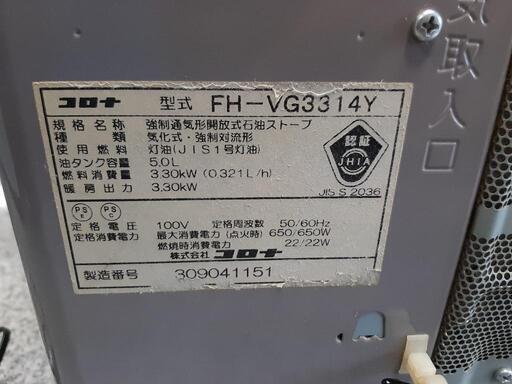 気取入口
コロナ 型式 FH-VG3314Y
規格名称 強制通気形開放式石油ストーブ
種類 気化式・強制対流形
使用燃料 灯油(JIS1号灯油)
油タンク容量 5.0L
燃料消費量 3.30kW (0.321L/h)
暖房出力 3.30kW
認証
JHIA
JIS S 2036
PS E
PS C
定格電圧 100V 定格周波数 50/60Hz
定格消費電力 最大消費電力(点火時) 650/650W
燃焼時消費電力 22/22W
株式会社 コロナ
製造番号 309041151